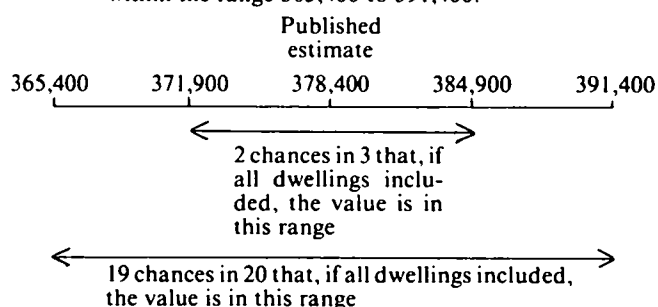 within the range 365,400 to 391,400.
Published
estimate
365,400 371,900 378,400 384,900 391,400
2 chances in 3 that, if
all dwellings inclu-
ded, the value is in
this range
19 chances in 20 that, if all dwellings included,
the value is in this range